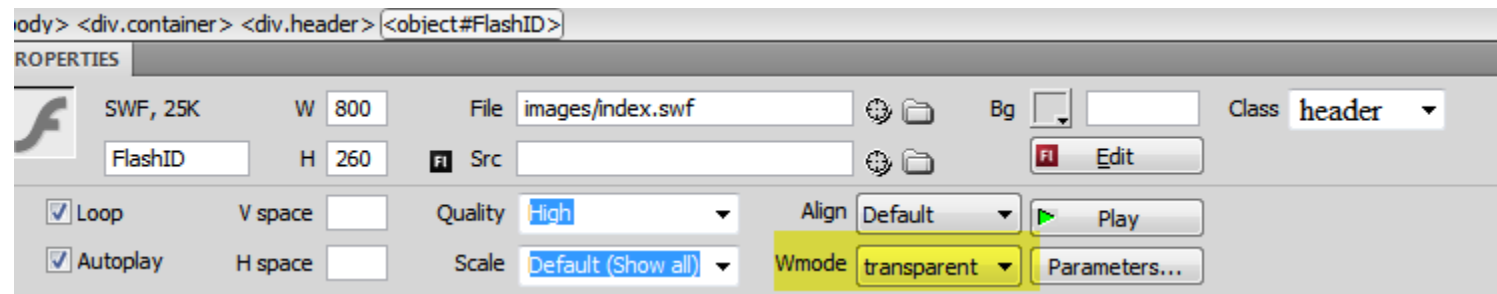 ody> <div.container> <div.header> <object#FlashID>
ROPERTIES
SWF, 25K W 800 File images/index.swf Bg Class header
FlashID H 260 Fl Src Fl Edit
Loop V space Quality High Align Default Play
Autoplay H space Scale Default (Show all) Wmode transparent Parameters...